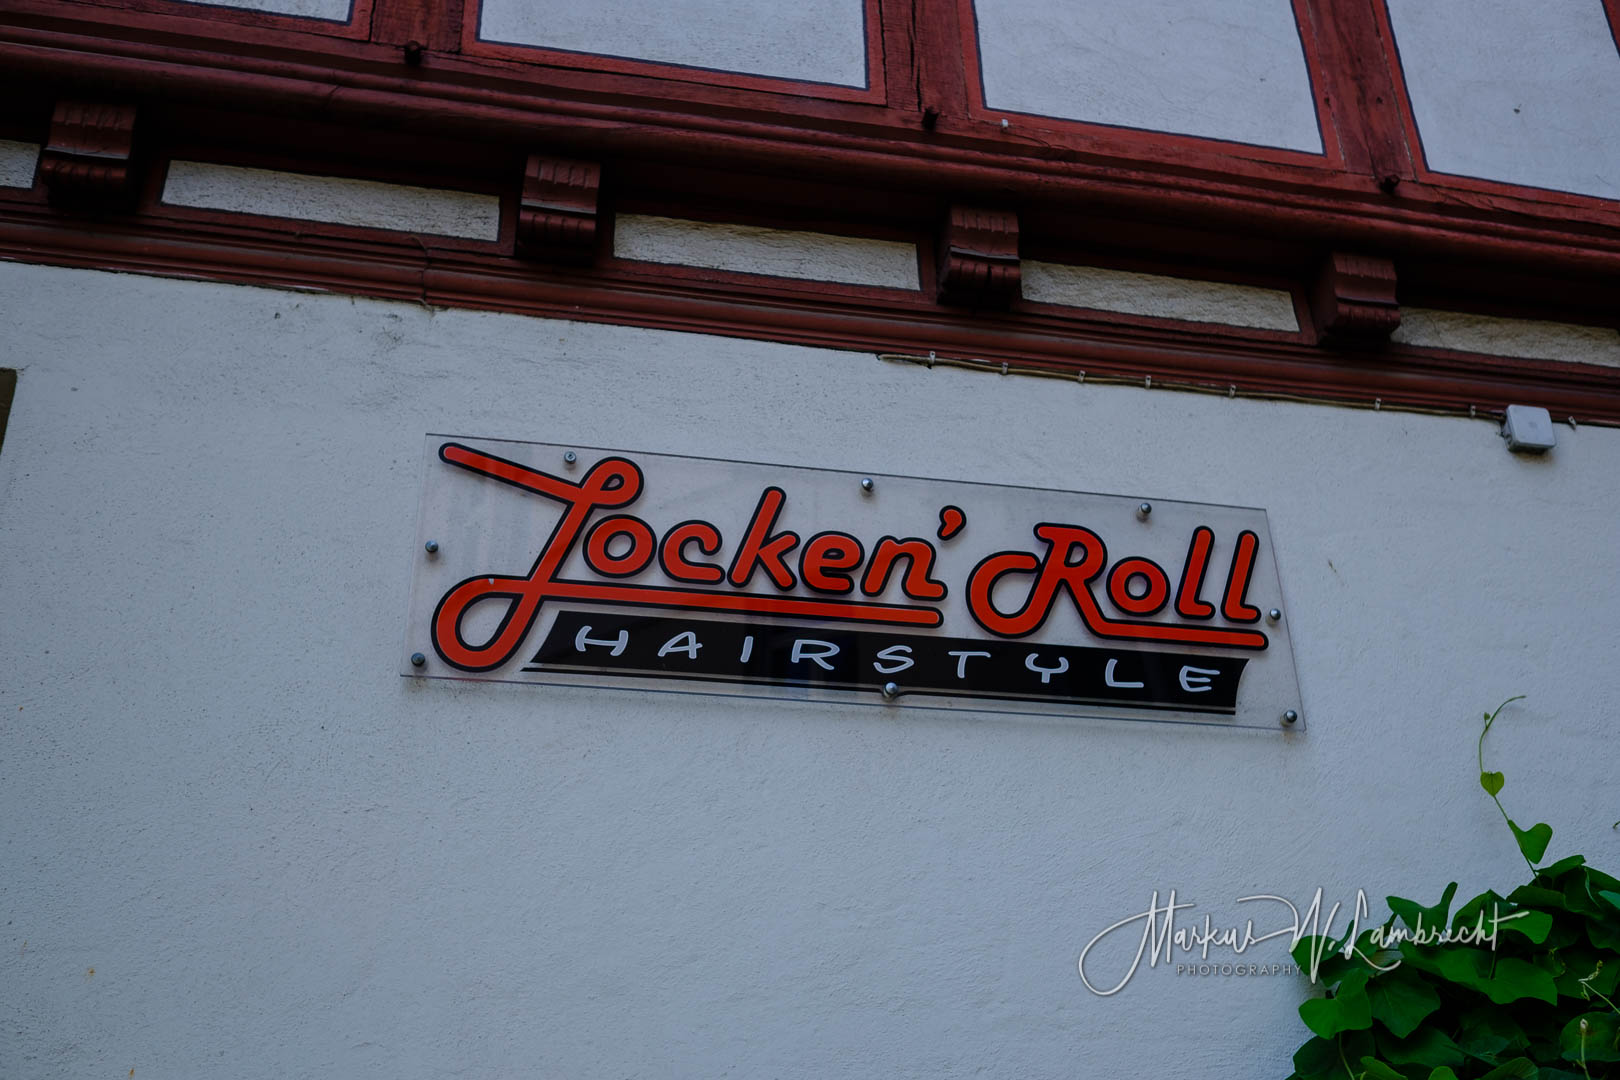 Locken' Roll
HAIRSTYLE
Markus W. Lambrecht
PHOTOGRAPHY